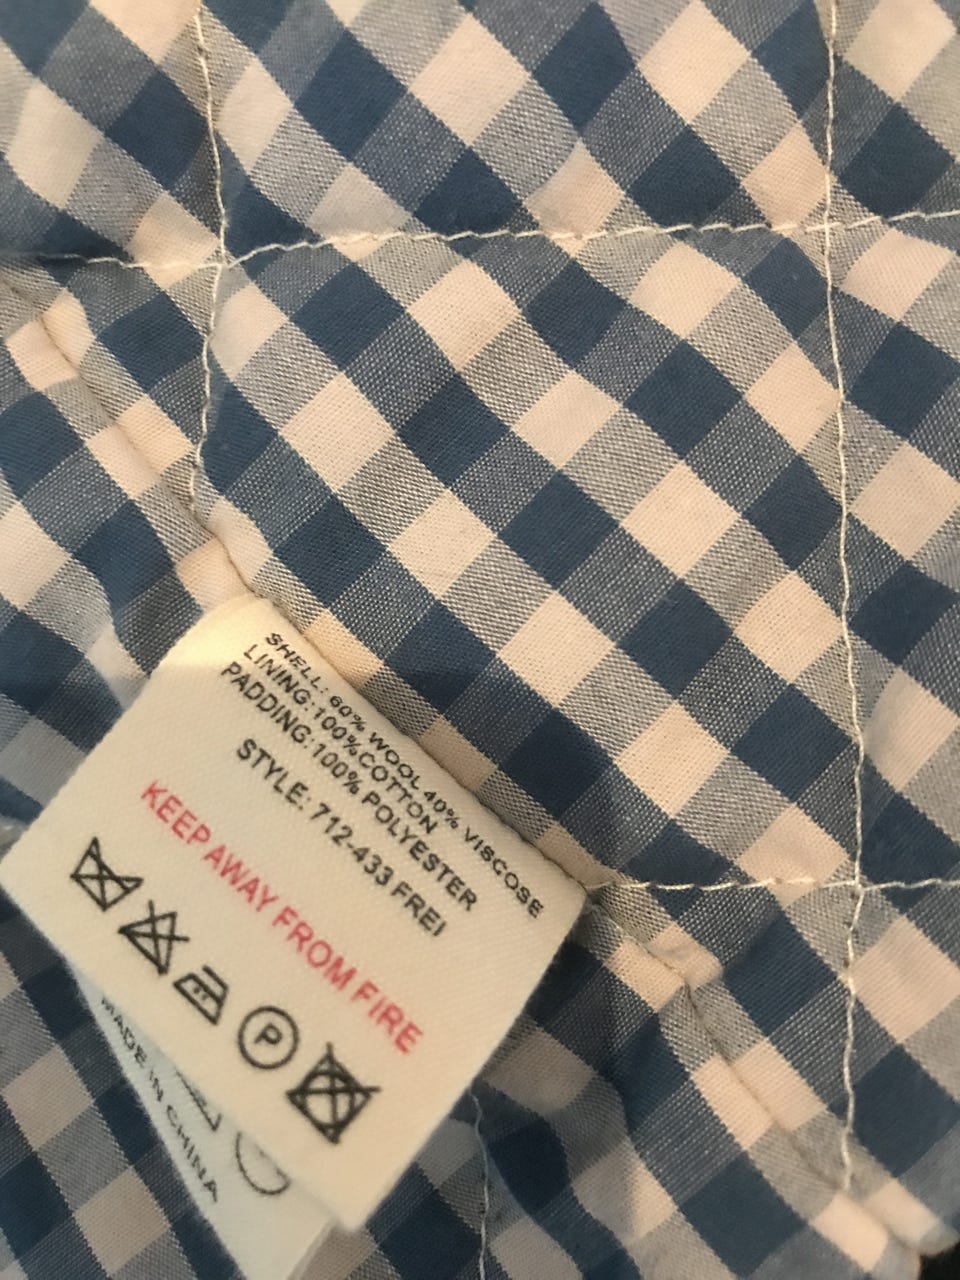 SHELL: 60% WOOL 40% VISCOSE
LINING:100%COTTON
PADDING:100% POLYESTER
STYLE: 712-433 FREI
KEEP AWAY FROM FIRE
P
MADE IN CHINA